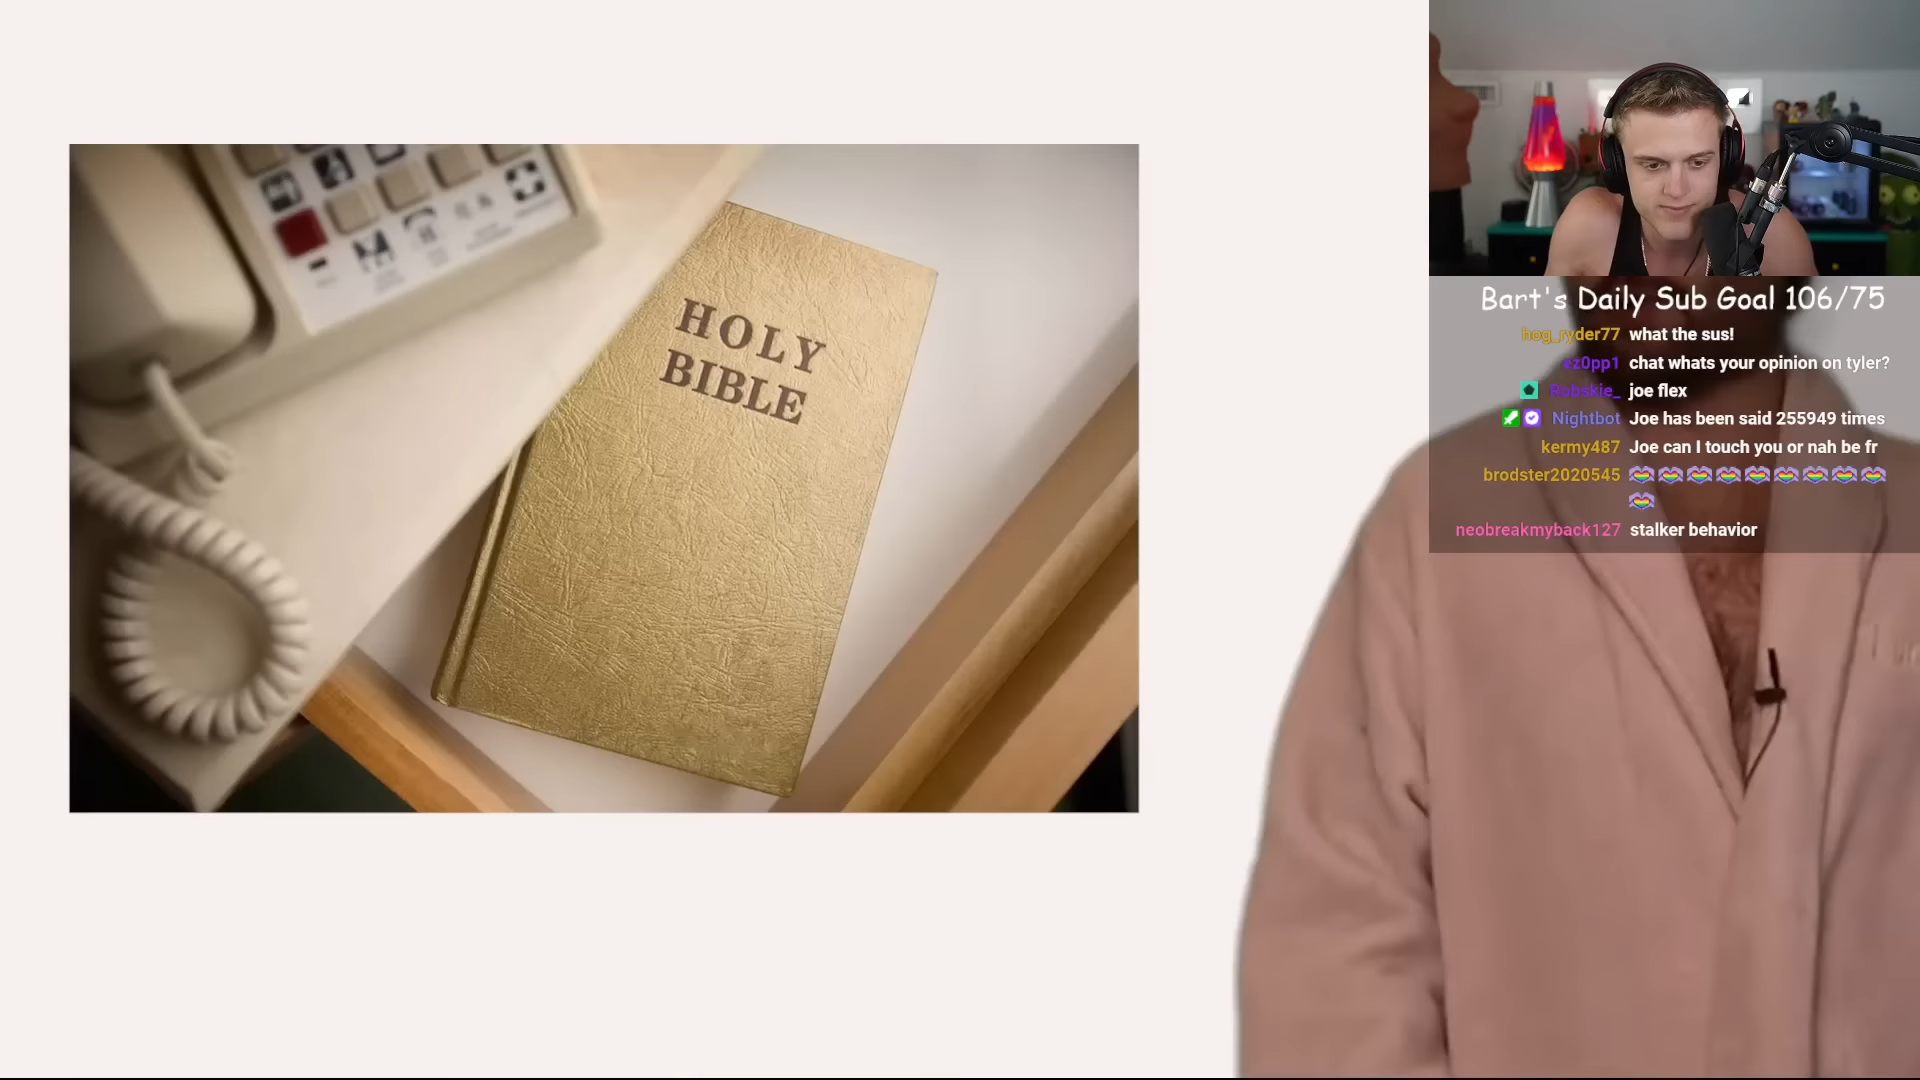 HOLY
BIBLE
Bart's Daily Sub Goal 106/75
hog_ryder77 what the sus!
ez0pp1 chat whats your opinion on tyler?
Robskie_ joe flex
Nightbot Joe has been said 255949 times
kermy487 Joe can I touch you or nah be fr
brodster2020545
neobreakmyback127 stalker behavior